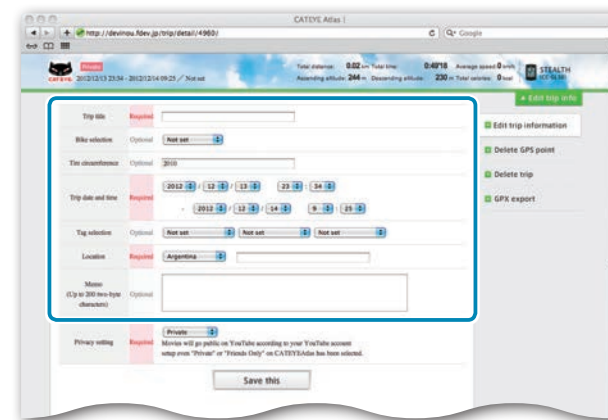 CATEYE Atlas |
http://devinou.fdev.jp/trip/detail/4960/
Google
CATEYE
Private
2012/12/13 23:34 - 2012/12/14 09:25 / Not set
Total distance: 0.02 km Total time: 0:49'18 Average speed 0 km/h
Ascending altitude: 244 m Descending altitude: 230 m Total calories: 0 kcal
STEALTH
Edit trip info
Trip title Required
Bike selection Optional Not set
Tire circumference Optional 2010
Trip date and time Required 2012 / 12 / 13 23 : 34
- 2012 / 12 / 14 9 : 25
Tag selection Optional Not set Not set Not set
Location Required Argentina
Memo
(Up to 200 two-byte
characters)
Optional
Privacy setting Required Private
Movies will go public on YouTube according to your YouTube account
setup even "Private" or "Friends Only" on CATEYEAtlas has been selected.
Save this
Edit trip information
Delete GPS point
Delete trip
GPX export